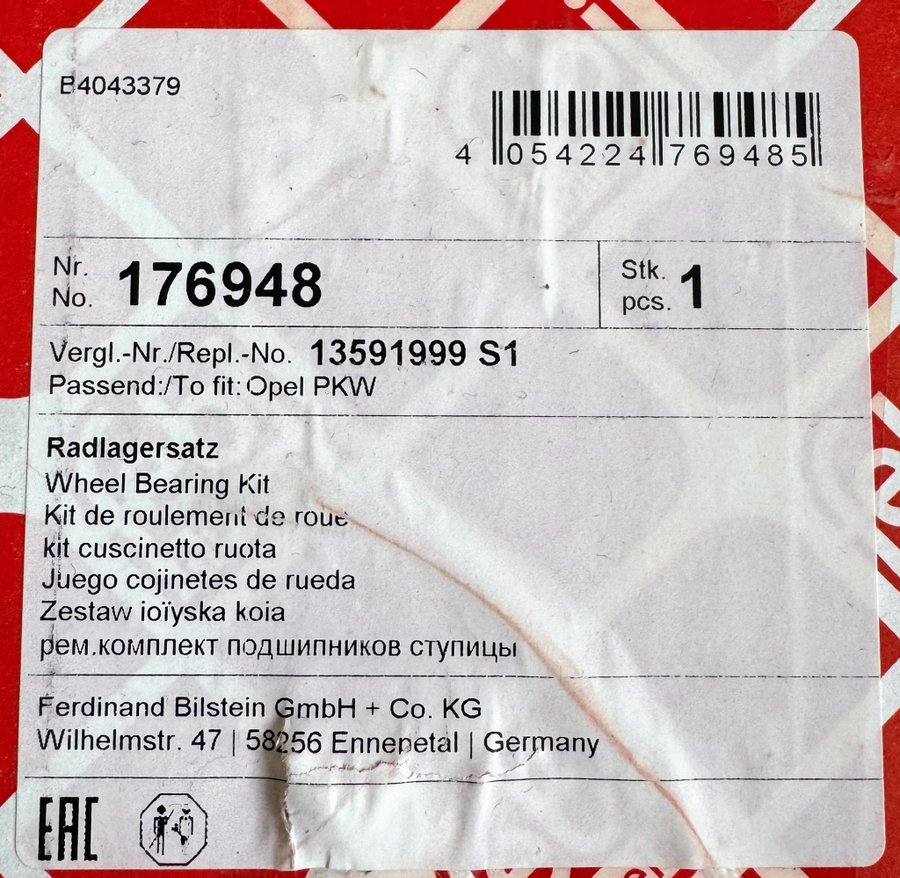 B4043379
4 054224 769485
Nr.
No. 176948
Stk.
pcs. 1
Vergl.-Nr./Repl.-No. 13591999 S1
Passend:/To fit: Opel PKW
Radlagersatz
Wheel Bearing Kit
Kit de roulement de roue
kit cuscinetto ruota
Juego cojinetes de rueda
Zestaw ioïyska koia
рем.комплект подшипников ступицы
Ferdinand Bilstein GmbH + Co. KG
Wilhelmstr. 47 | 58256 Ennepetal | Germany
EAC